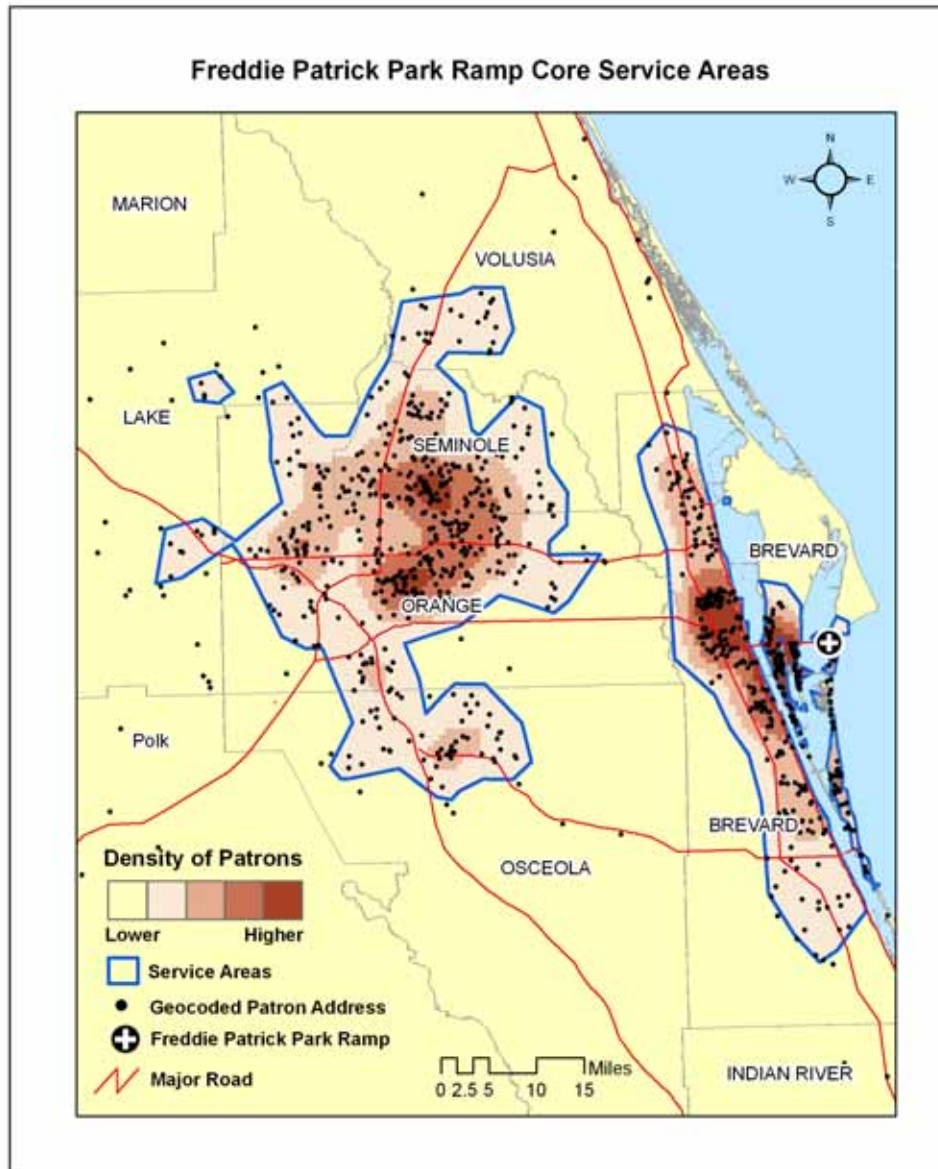 Freddie Patrick Park Ramp Core Service Areas
N
W E
S
MARION
VOLUSIA
LAKE
SEMINOLE
BREVARD
ORANGE
Polk
BREVARD
OSCEOLA
Density of Patrons
Lower Higher
Service Areas
Geocoded Patron Address
Freddie Patrick Park Ramp
Major Road
Miles
0 2.5 5 10 15
INDIAN RIVER